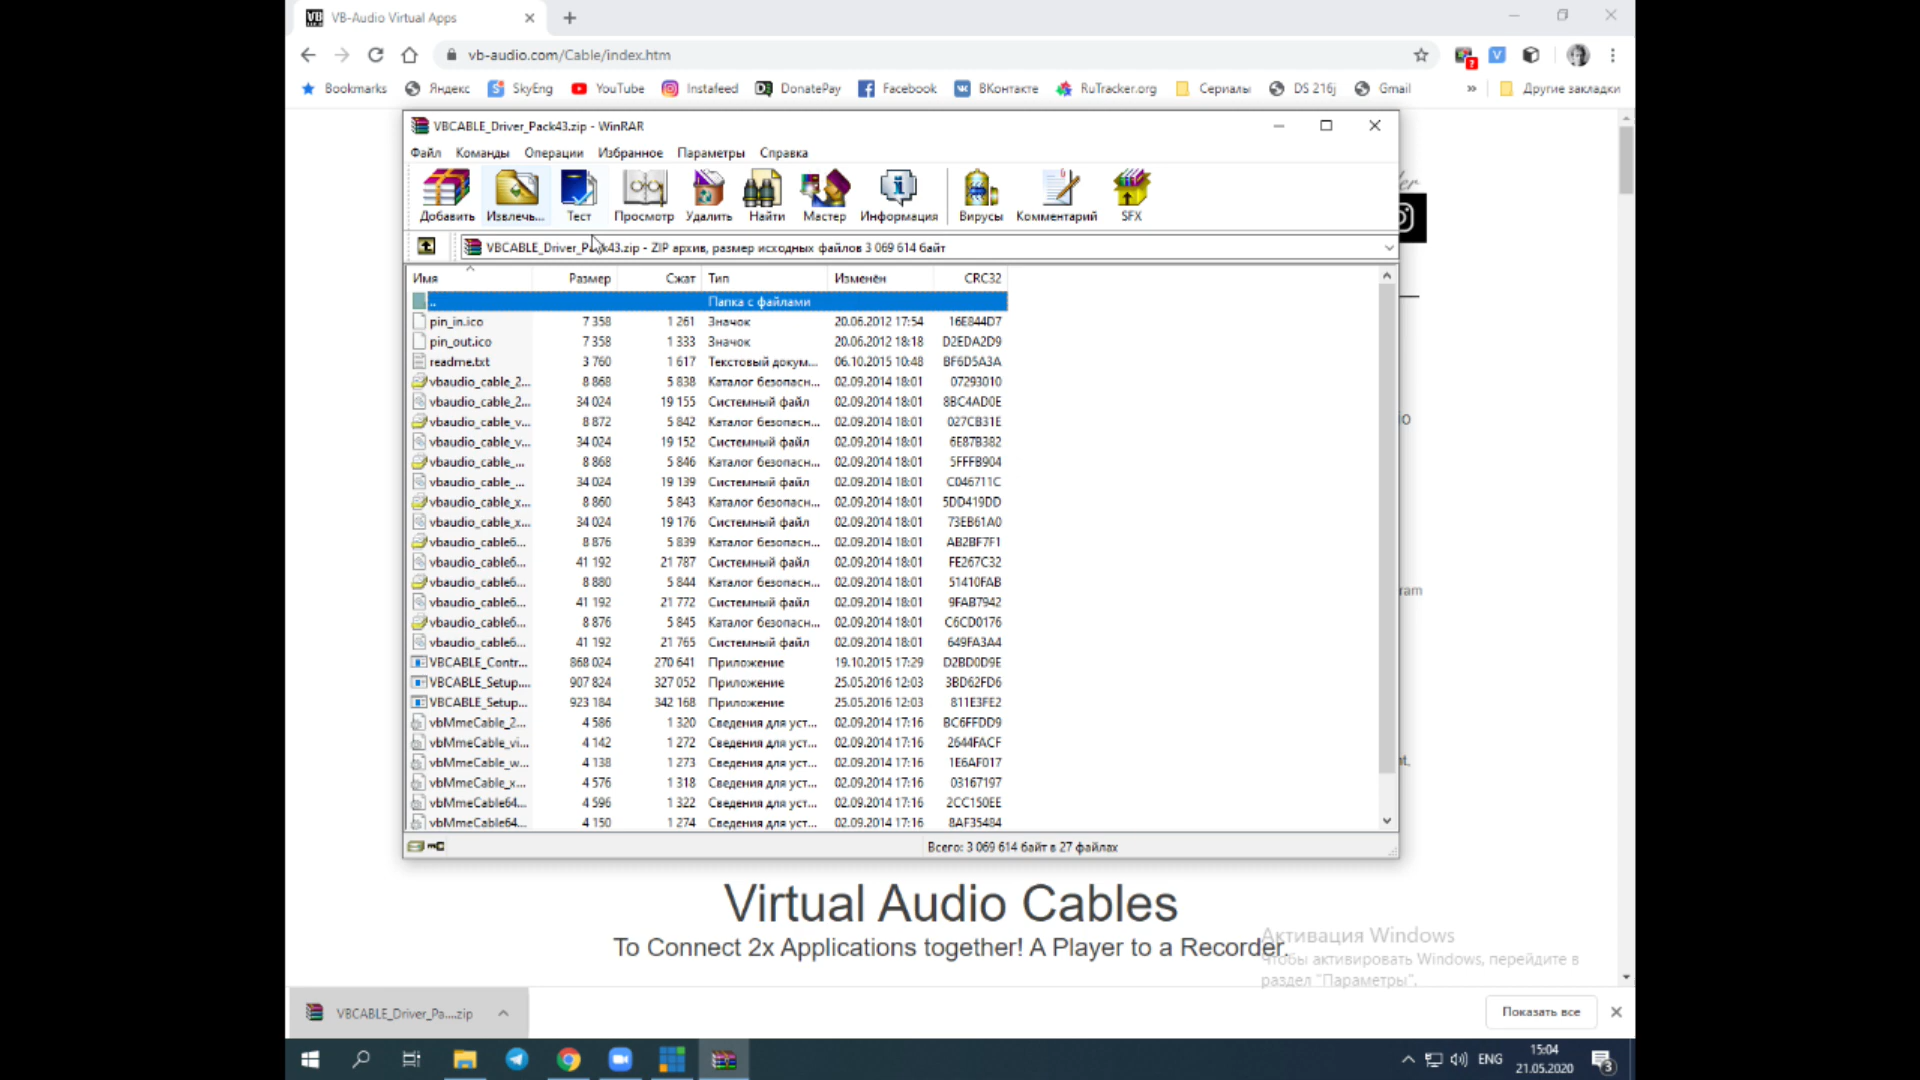 VB-Audio Virtual Apps
vb-audio.com/Cable/index.htm
Bookmarks Яндекс SkyEng YouTube Instafeed DonatePay Facebook ВКонтакте RuTracker.org Сериалы DS 216j Gmail » Другие закладки
VBCABLE_Driver_Pack43.zip - WinRAR
Файл Команды Операции Избранное Параметры Справка
Добавить Извлечь... Тест Просмотр Удалить Найти Мастер Информация Вирусы Комментарий SFX
VBCABLE_Driver_Pack43.zip - ZIP архив, размер исходных файлов 3 069 614 байт
Имя Размер Сжат Тип Изменён CRC32
.. Папка с файлами
pin_in.ico 7 358 1 261 Значок 20.06.2012 17:54 16E844D7
pin_out.ico 7 358 1 333 Значок 20.06.2012 18:18 D2EDA2D9
readme.txt 3 760 1 617 Текстовый докум... 06.10.2015 10:48 BF6D5A3A
vbaudio_cable_2... 8 868 5 838 Каталог безопасн... 02.09.2014 18:01 07293010
vbaudio_cable_2... 34 024 19 155 Системный файл 02.09.2014 18:01 8BC4AD0E
vbaudio_cable_v... 8 872 5 842 Каталог безопасн... 02.09.2014 18:01 027CB31E
vbaudio_cable_v... 34 024 19 152 Системный файл 02.09.2014 18:01 6E87B382
vbaudio_cable_... 8 868 5 846 Каталог безопасн... 02.09.2014 18:01 5FFFB904
vbaudio_cable_... 34 024 19 139 Системный файл 02.09.2014 18:01 C046711C
vbaudio_cable_x... 8 860 5 843 Каталог безопасн... 02.09.2014 18:01 5DD419DD
vbaudio_cable_x... 34 024 19 176 Системный файл 02.09.2014 18:01 73EB61A0
vbaudio_cable6... 8 876 5 839 Каталог безопасн... 02.09.2014 18:01 AB2BF7F1
vbaudio_cable6... 41 192 21 787 Системный файл 02.09.2014 18:01 FE267C32
vbaudio_cable6... 8 880 5 844 Каталог безопасн... 02.09.2014 18:01 51410FAB
vbaudio_cable6... 41 192 21 772 Системный файл 02.09.2014 18:01 9FAB7942
vbaudio_cable6... 8 876 5 845 Каталог безопасн... 02.09.2014 18:01 C6CD0176
vbaudio_cable6... 41 192 21 765 Системный файл 02.09.2014 18:01 649FA3A4
VBCABLE_Contr... 868 024 270 641 Приложение 19.10.2015 17:29 D2BD0D9E
VBCABLE_Setup.... 907 824 327 052 Приложение 25.05.2016 12:03 3BD62FD6
VBCABLE_Setup... 923 184 342 168 Приложение 25.05.2016 12:03 811E3FE2
vbMmeCable_2... 4 586 1 320 Сведения для уст... 02.09.2014 17:16 BC6FFDD9
vbMmeCable_vi... 4 142 1 272 Сведения для уст... 02.09.2014 17:16 2644FACF
vbMmeCable_w... 4 138 1 273 Сведения для уст... 02.09.2014 17:16 1E6AF017
vbMmeCable_x... 4 576 1 318 Сведения для уст... 02.09.2014 17:16 03167197
vbMmeCable64... 4 596 1 322 Сведения для уст... 02.09.2014 17:16 2CC150EE
vbMmeCable64... 4 150 1 274 Сведения для уст... 02.09.2014 17:16 8AF35484
Всего: 3 069 614 байт в 27 файлах
Virtual Audio Cables
To Connect 2x Applications together! A Player to a Recorder.
Активация Windows
Чтобы активировать Windows, перейдите в
раздел "Параметры".
VBCABLE_Driver_Pa....zip
Показать все
ENG 15:04
21.05.2020
3